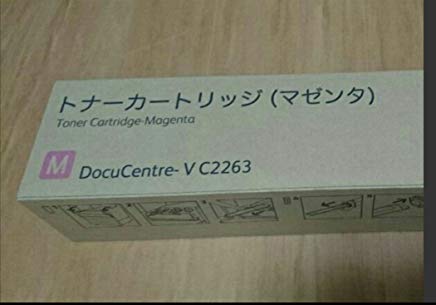 トナーカートリッジ (マゼンタ)
Toner Cartridge-Magenta
M DocuCentre- V C2263